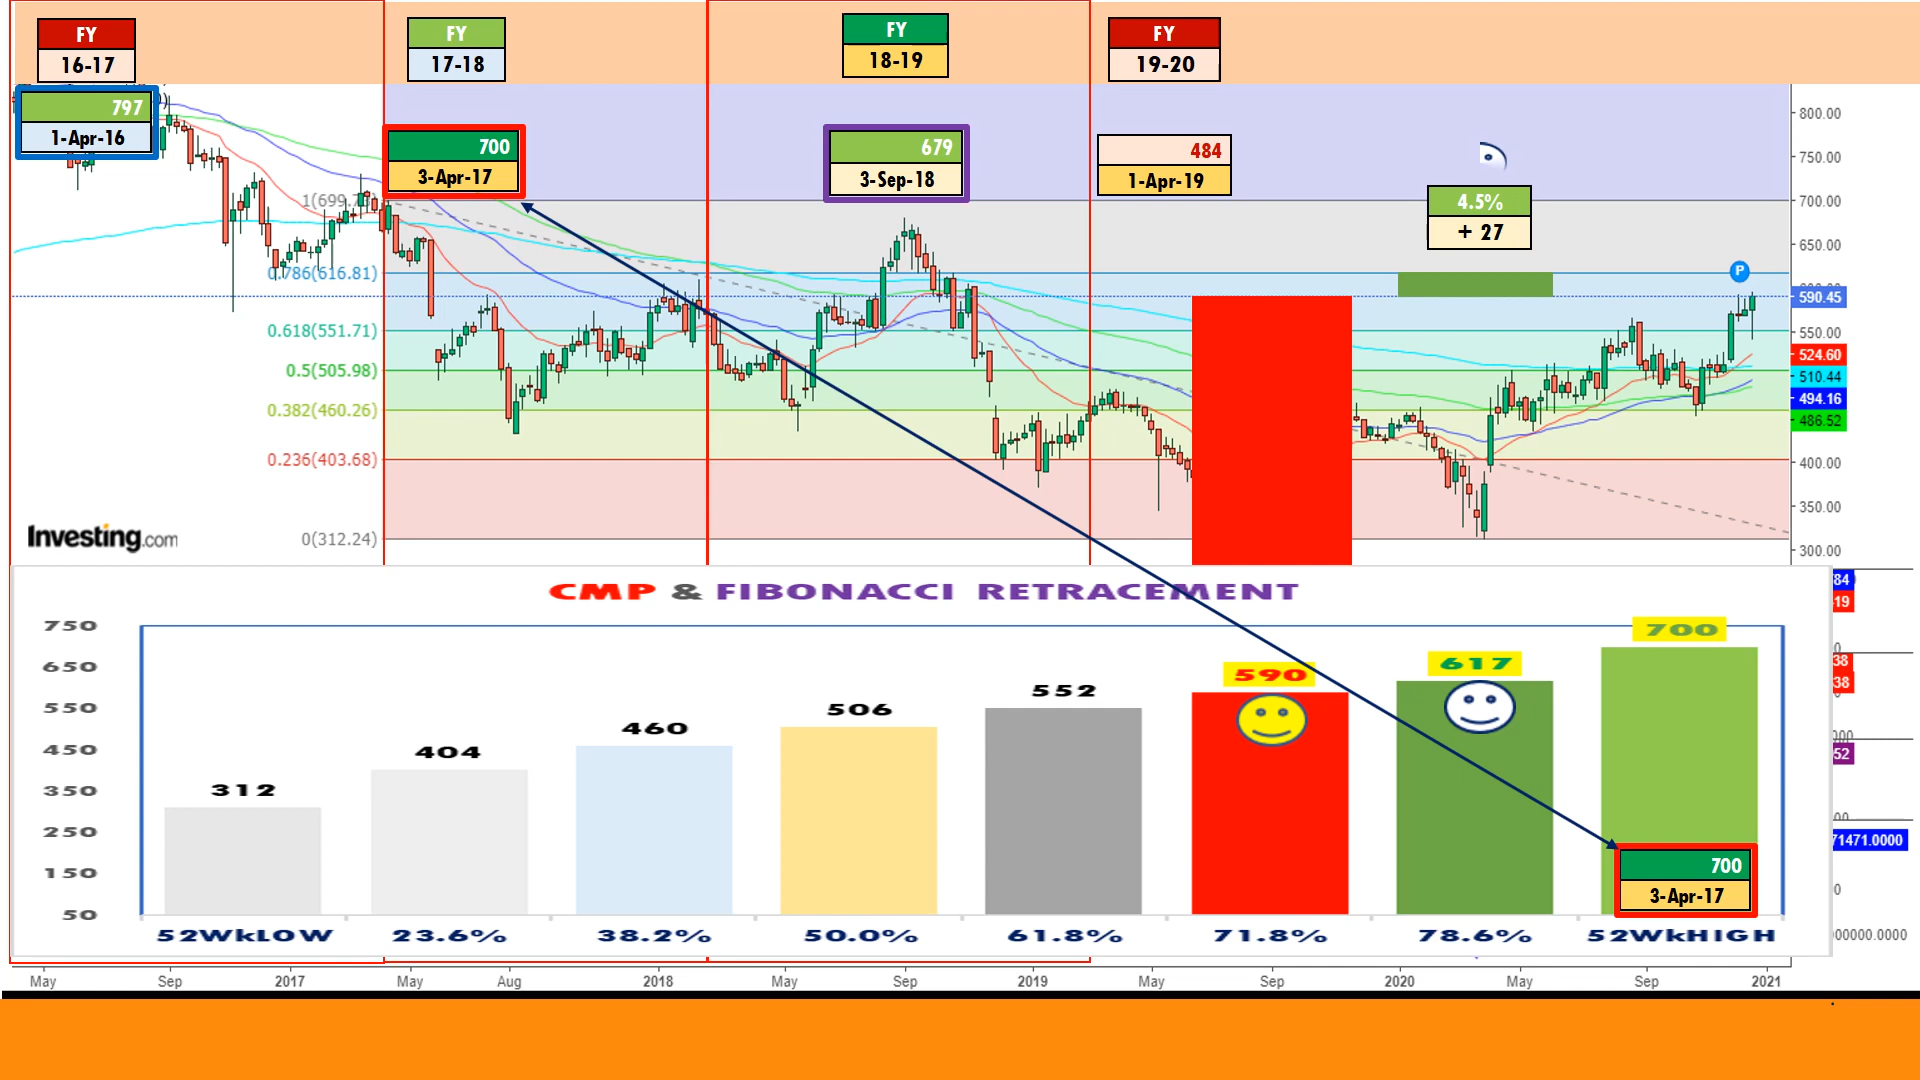 FY
16-17
FY
17-18
FY
18-19
FY
19-20
797
1-Apr-16
700
3-Apr-17
679
3-Sep-18
484
1-Apr-19
4.5%
+ 27
P
800.00
750.00
700.00
650.00
590.45
550.00
524.60
510.44
494.16
486.52
400.00
350.00
300.00
0.786(616.81)
0.618(551.71)
0.5(505.98)
0.382(460.26)
0.236(403.68)
0(312.24)
Investing.com
CMP & FIBONACCI RETRACEMENT
750
650
550
450
350
250
150
50
312
404
460
506
552
590
617
700
700
3-Apr-17
52WkLOW
23.6%
38.2%
50.0%
61.8%
71.8%
78.6%
52WkHIGH
84
19
38
38
52
71471.0000
May
Sep
2017
May
Aug
2018
May
Sep
2019
May
Sep
2020
May
Sep
2021